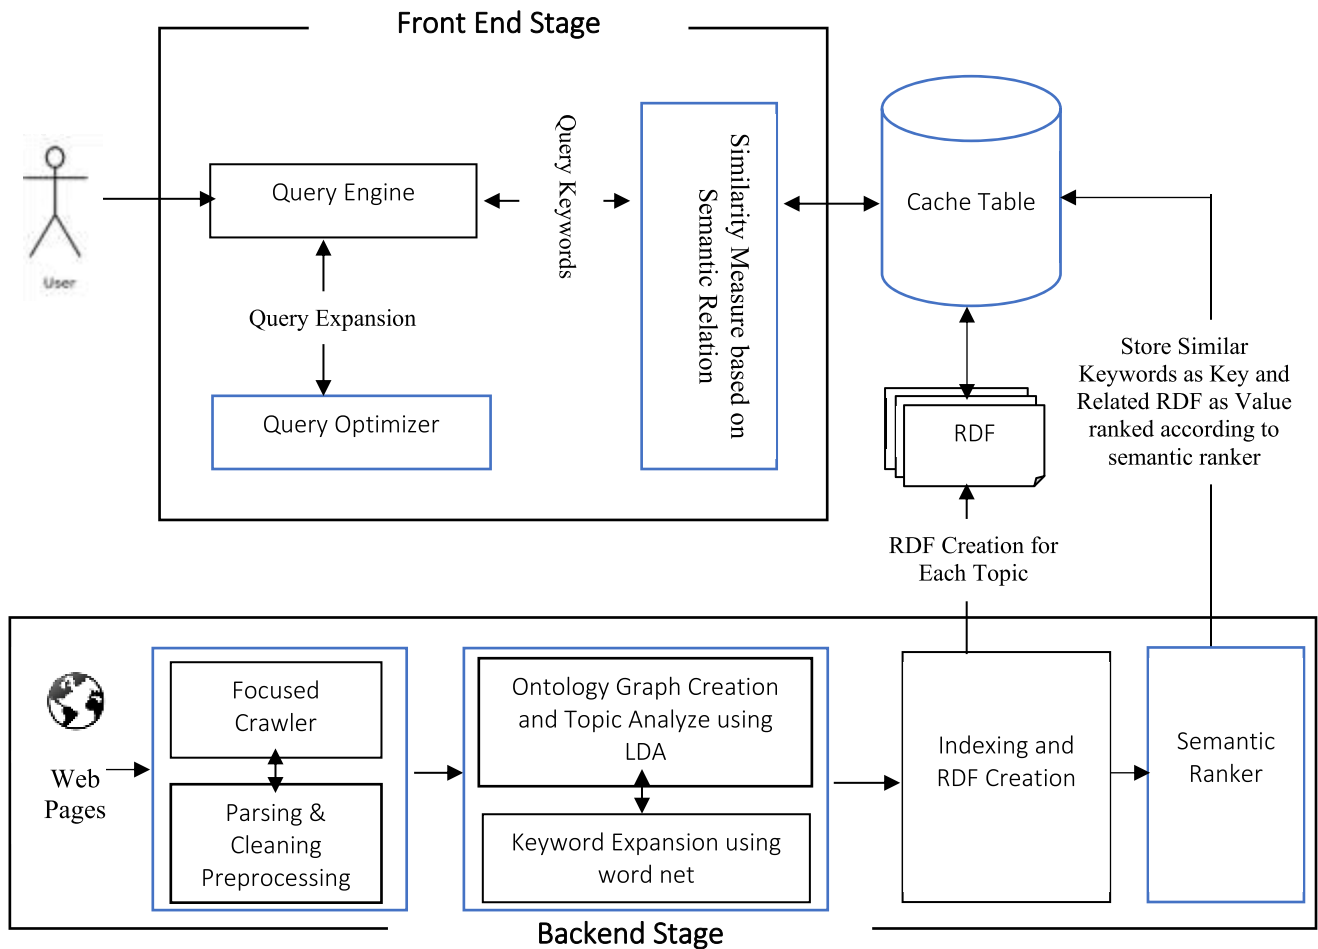 Front End Stage
User
Query Engine
Query Expansion
Query Optimizer
Query Keywords
Similarity Measure based on
Semantic Relation
Cache Table
RDF
RDF Creation for
Each Topic
Store Similar
Keywords as Key and
Related RDF as Value
ranked according to
semantic ranker
Web
Pages
Focused
Crawler
Parsing &
Cleaning
Preprocessing
Ontology Graph Creation
and Topic Analyze using
LDA
Keyword Expansion using
word net
Indexing and
RDF Creation
Semantic
Ranker
Backend Stage